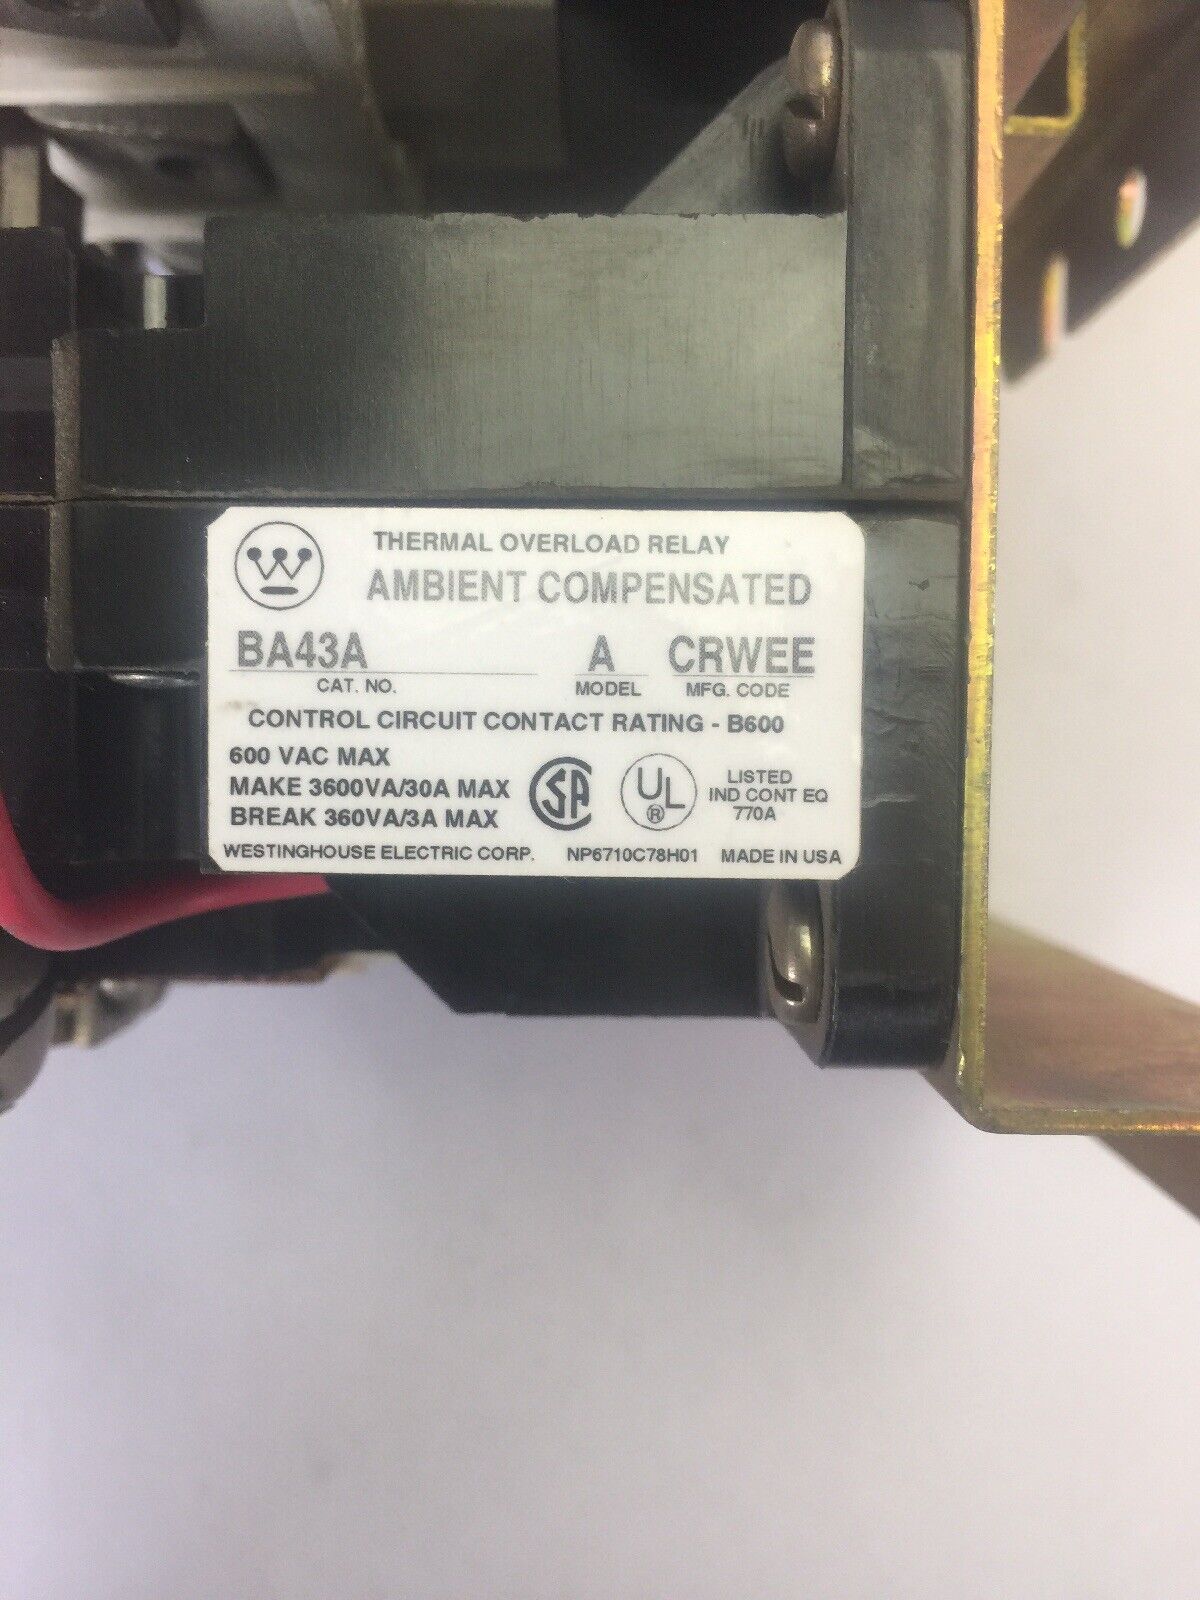 THERMAL OVERLOAD RELAY
AMBIENT COMPENSATED
BA43A A CRWEE
CAT. NO. MODEL MFG. CODE
CONTROL CIRCUIT CONTACT RATING - B600
600 VAC MAX
MAKE 3600VA/30A MAX
BREAK 360VA/3A MAX
CSA
UL
®
LISTED
IND CONT EQ
770A
WESTINGHOUSE ELECTRIC CORP. NP6710C78H01 MADE IN USA